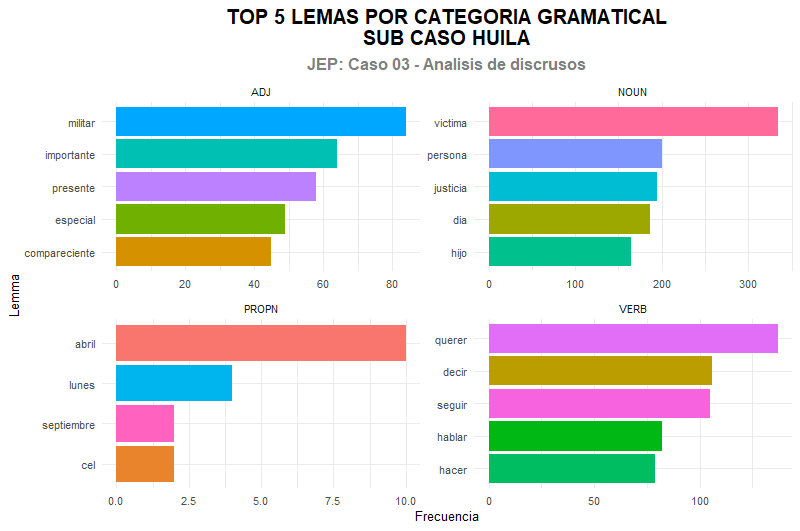 TOP 5 LEMAS POR CATEGORIA GRAMATICAL
SUB CASO HUILA
JEP: Caso 03 - Analisis de discrusos
ADJ
militar
importante
presente
especial
compareciente
0 20 40 60 80
NOUN
victima
persona
justicia
dia
hijo
0 100 200 300
PROPN
abril
lunes
septiembre
cel
0.0 2.5 5.0 7.5 10.0
VERB
querer
decir
seguir
hablar
hacer
0 50 100
Lemma
Frecuencia